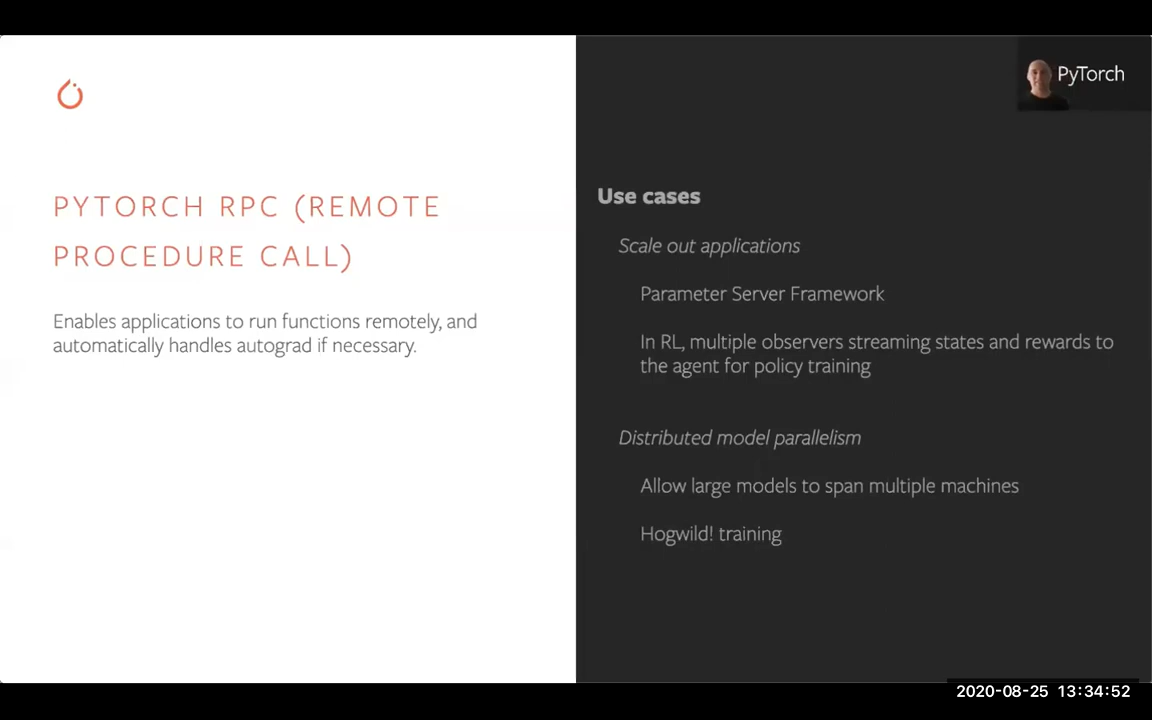 PYTORCH RPC (REMOTE
PROCEDURE CALL)
Enables applications to run functions remotely, and
automatically handles autograd if necessary.
PyTorch
Use cases
Scale out applications
Parameter Server Framework
In RL, multiple observers streaming states and rewards to
the agent for policy training
Distributed model parallelism
Allow large models to span multiple machines
Hogwild! training
2020-08-25 13:34:52